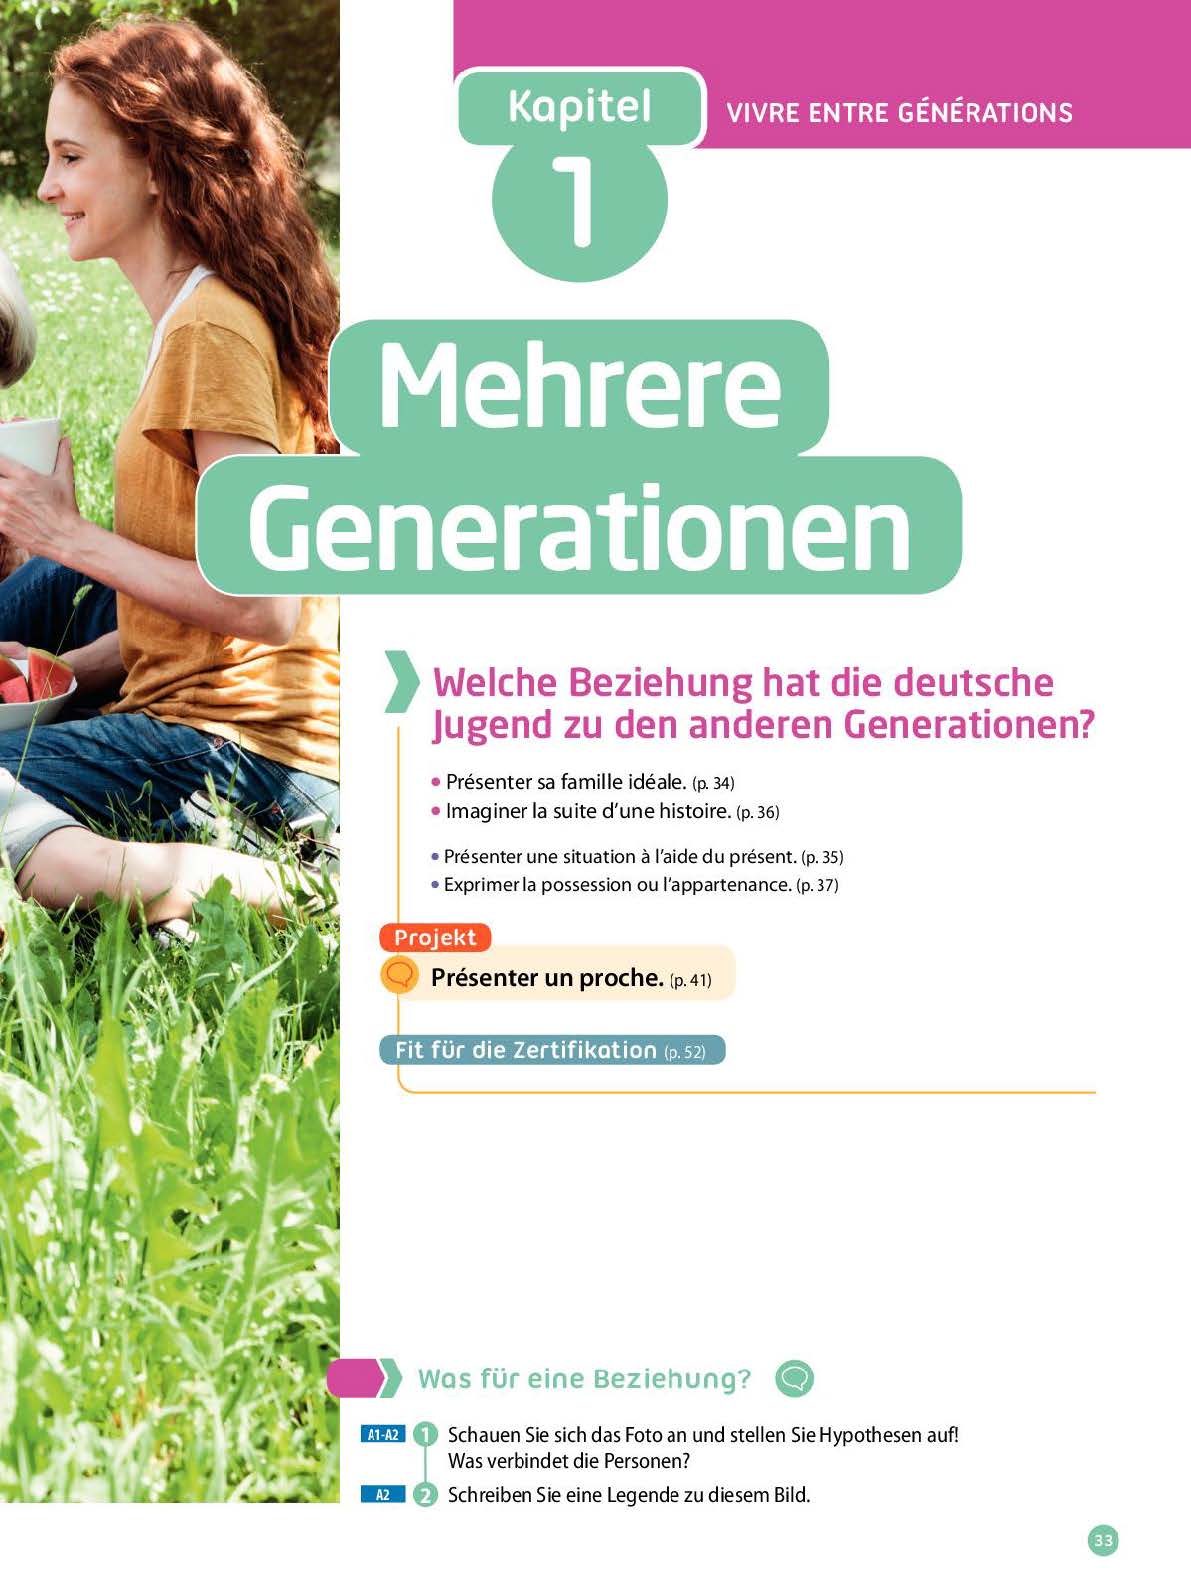 Kapitel
1
VIVRE ENTRE GÉNÉRATIONS
Mehrere
Generationen
Welche Beziehung hat die deutsche
Jugend zu den anderen Generationen?
• Présenter sa famille idéale. (p. 34)
• Imaginer la suite d’une histoire. (p. 36)
• Présenter une situation à l’aide du présent. (p. 35)
• Exprimer la possession ou l’appartenance. (p. 37)
Projekt
Présenter un proche. (p. 41)
Fit für die Zertifikation (p. 52)
Was für eine Beziehung?
A1-A2 1 Schauen Sie sich das Foto an und stellen Sie Hypothesen auf!
Was verbindet die Personen?
A2 2 Schreiben Sie eine Legende zu diesem Bild.
33